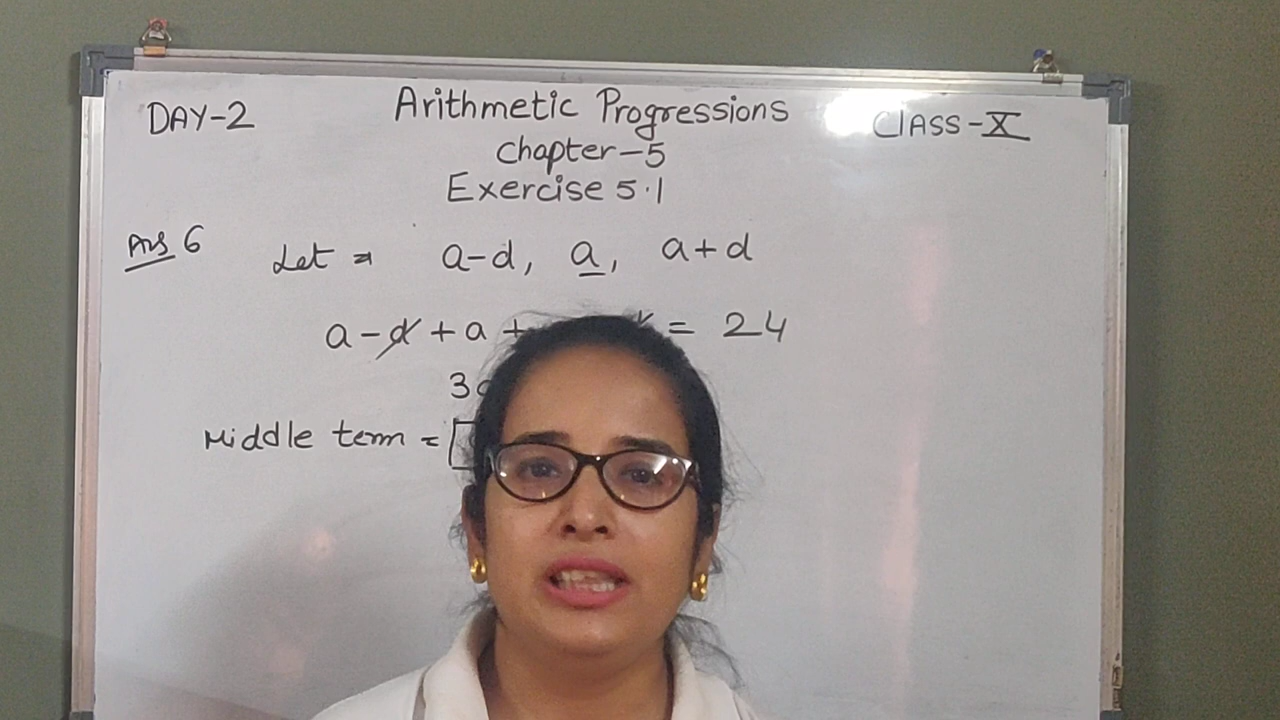 DAY-2 Arithmetic Progressions CLASS-X
Chapter-5
Exercise 5.1
Ans 6 Let = a-d, a, a+d
a-d+a+ = 24
3
Middle term =